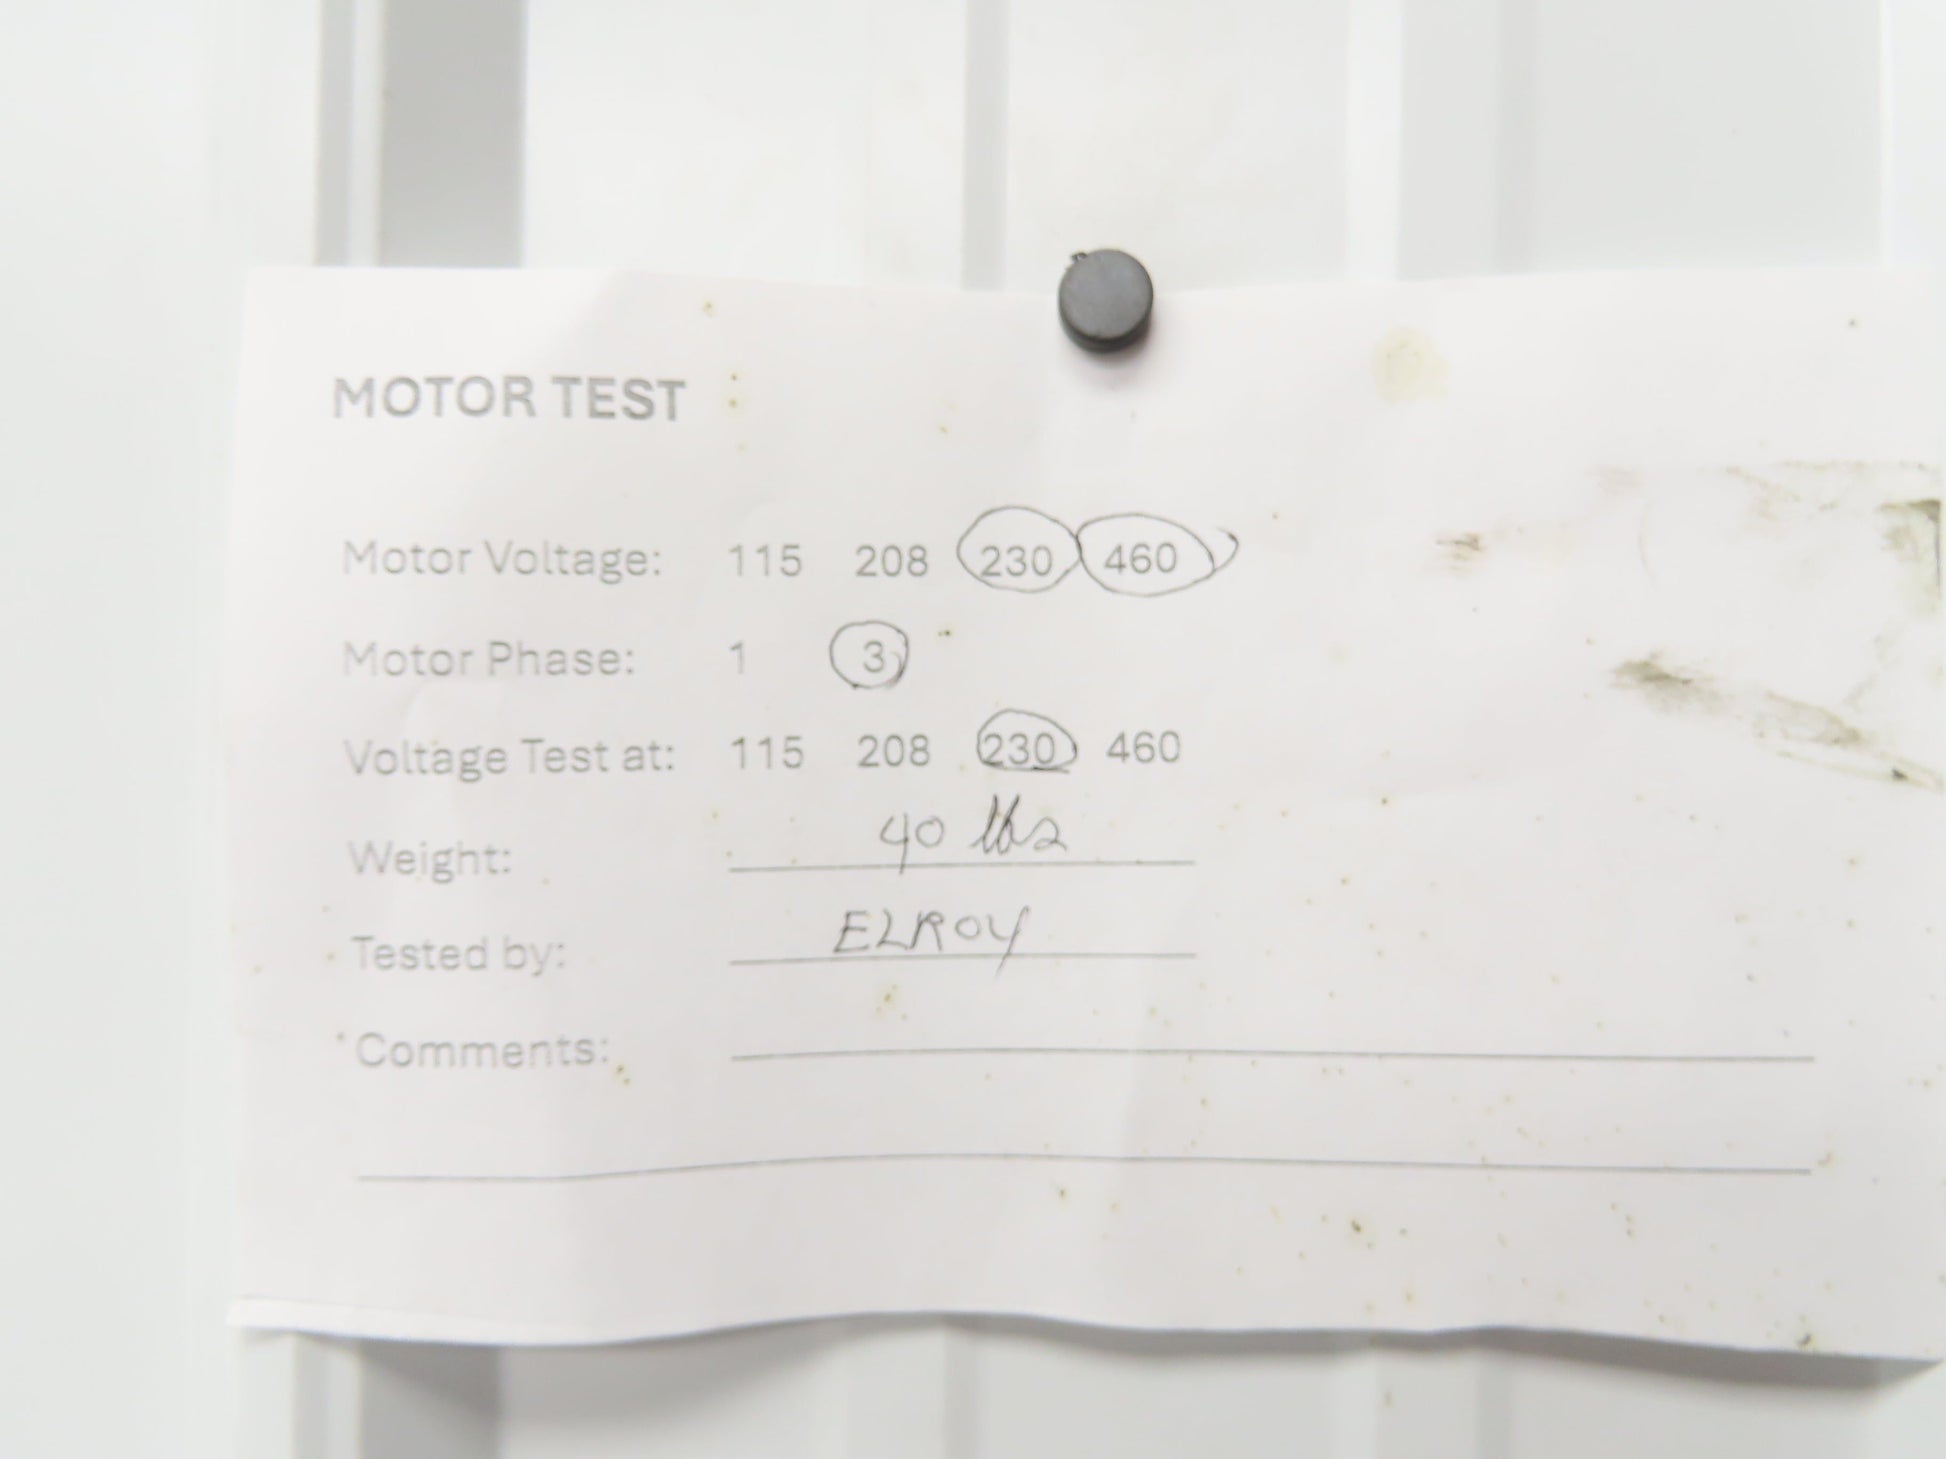 MOTOR TEST
Motor Voltage: 115 208 230 460
Motor Phase: 1 3
Voltage Test at: 115 208 230 460
Weight: 40 lbs
Tested by: ELROY
Comments: